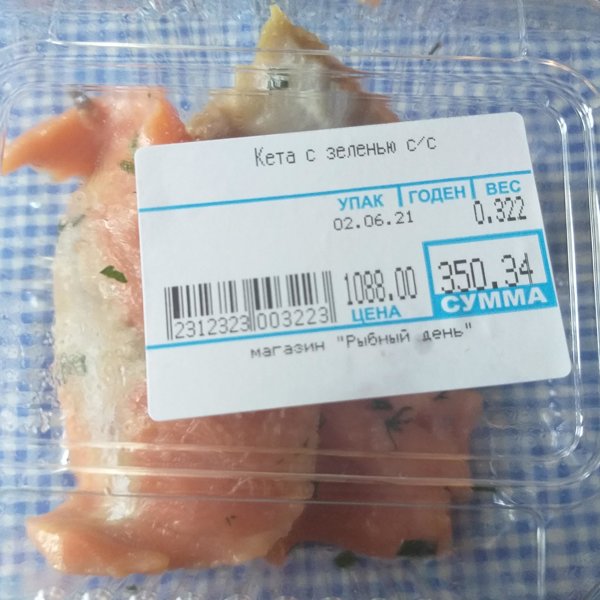 Кета с зеленью с/с
УПАК ГОДЕН ВЕС
02.06.21 0.322
1088.00 350.34
ЦЕНА СУММА
2312323 003223
магазин "Рыбный день"